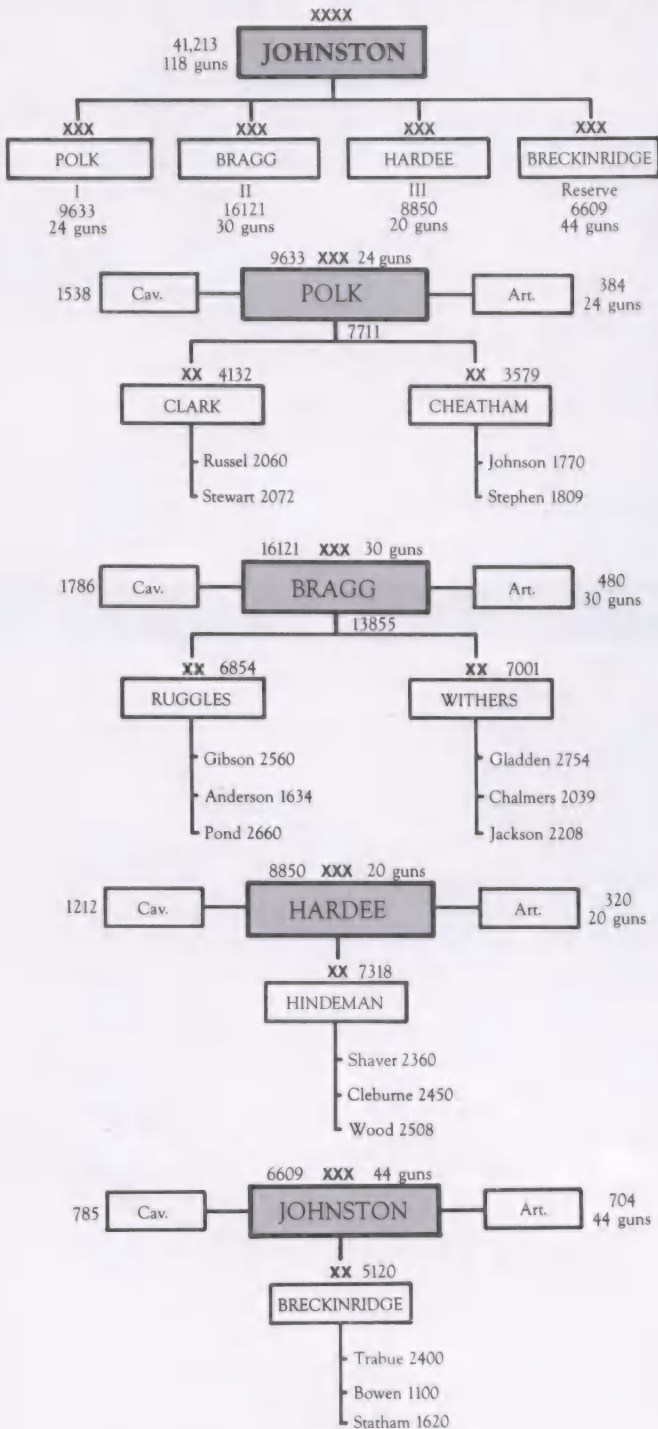 XXXX
41,213
118 guns
JOHNSTON
XXX XXX XXX XXX
POLK BRAGG HARDEE BRECKINRIDGE
I II III Reserve
9633 16121 8850 6609
24 guns 30 guns 20 guns 44 guns
9633 XXX 24 guns
1538 Cav. POLK Art. 384
24 guns
7711
XX 4132 XX 3579
CLARK CHEATHAM
Russel 2060 Johnson 1770
Stewart 2072 Stephen 1809
16121 XXX 30 guns
1786 Cav. BRAGG Art. 480
30 guns
13855
XX 6854 XX 7001
RUGGLES WITHERS
Gibson 2560 Gladden 2754
Anderson 1634 Chalmers 2039
Pond 2660 Jackson 2208
8850 XXX 20 guns
1212 Cav. HARDEE Art. 320
20 guns
XX 7318
HINDEMAN
Shaver 2360
Cleburne 2450
Wood 2508
6609 XXX 44 guns
785 Cav. JOHNSTON Art. 704
44 guns
XX 5120
BRECKINRIDGE
Trabue 2400
Bowen 1100
Statham 1620